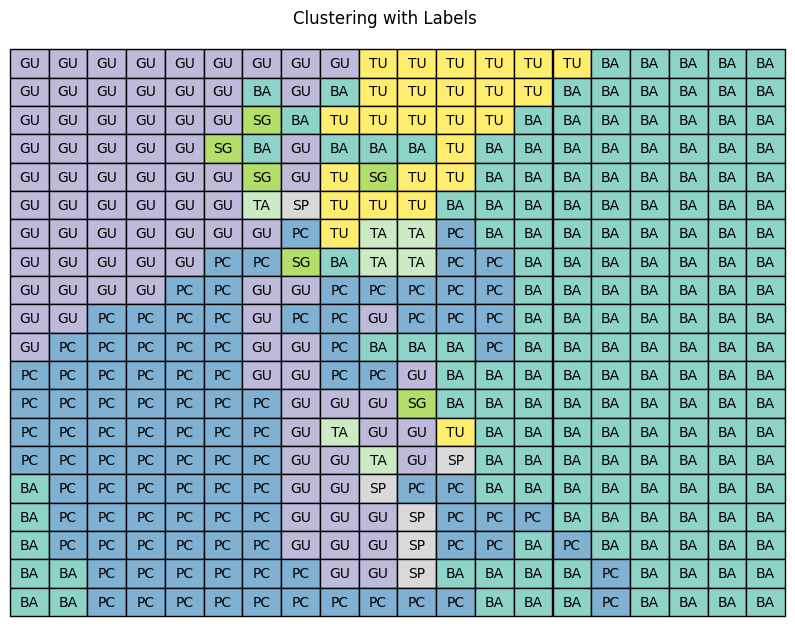 Clustering with Labels
GU GU GU GU GU GU GU GU GU TU TU TU TU TU TU BA BA BA BA BA
GU GU GU GU GU GU BA GU BA TU TU TU TU TU BA BA BA BA BA BA
GU GU GU GU GU GU SG BA TU TU TU TU TU BA BA BA BA BA BA BA
GU GU GU GU GU SG BA GU BA BA BA TU BA BA BA BA BA BA BA BA
GU GU GU GU GU GU SG GU TU SG TU TU BA BA BA BA BA BA BA BA
GU GU GU GU GU GU TA SP TU TU TU BA BA BA BA BA BA BA BA BA
GU GU GU GU GU GU GU PC TU TA TA PC BA BA BA BA BA BA BA BA
GU GU GU GU GU PC PC SG BA TA TA PC PC BA BA BA BA BA BA BA
GU GU GU GU PC PC GU GU PC PC PC PC PC BA BA BA BA BA BA BA
GU GU PC PC PC PC GU PC PC GU PC PC PC BA BA BA BA BA BA BA
GU PC PC PC PC PC GU GU PC BA BA BA PC BA BA BA BA BA BA BA
PC PC PC PC PC PC GU GU PC PC GU BA BA BA BA BA BA BA BA BA
PC PC PC PC PC PC PC GU GU GU SG BA BA BA BA BA BA BA BA BA
PC PC PC PC PC PC PC GU TA GU GU TU BA BA BA BA BA BA BA BA
PC PC PC PC PC PC PC GU GU TA GU SP BA BA BA BA BA BA BA BA
BA PC PC PC PC PC PC GU GU SP PC PC BA BA BA BA BA BA BA BA
BA PC PC PC PC PC PC GU GU GU SP PC PC PC BA BA BA BA BA BA
BA PC PC PC PC PC PC GU GU GU SP PC PC BA PC BA BA BA BA BA
BA BA PC PC PC PC PC PC GU GU SP BA BA BA BA PC BA BA BA BA
BA BA PC PC PC PC PC PC PC PC PC PC BA BA BA PC BA BA BA BA